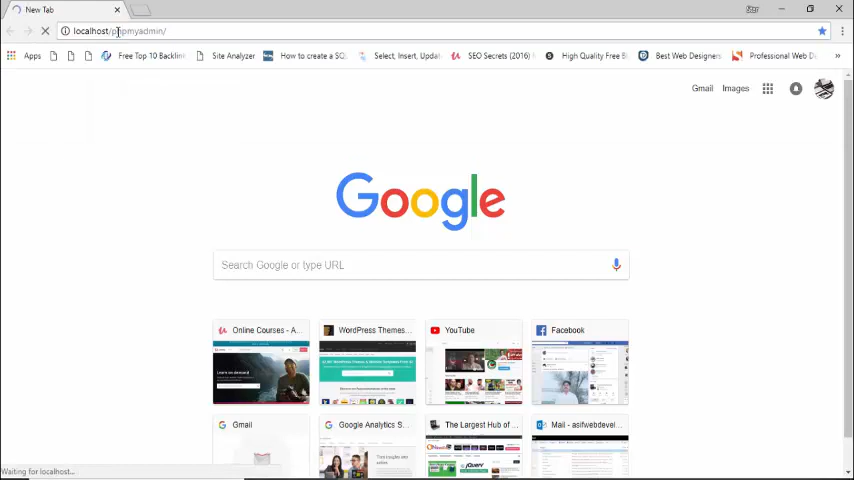 New Tab
localhost/phpmyadmin/
Apps
Free Top 10 Backlin
Site Analyzer
How to create a SQ
Select, Insert, Updat
SEO Secrets (2016)
High Quality Free B
Best Web Designers
Professional Web D
Gmail
Images
Google
Search Google or type URL
Online Courses - A...
WordPress Themes...
YouTube
Facebook
Gmail
Google Analytics S...
The Largest Hub of ...
Mail - asifwebdevel...
Waiting for localhost...